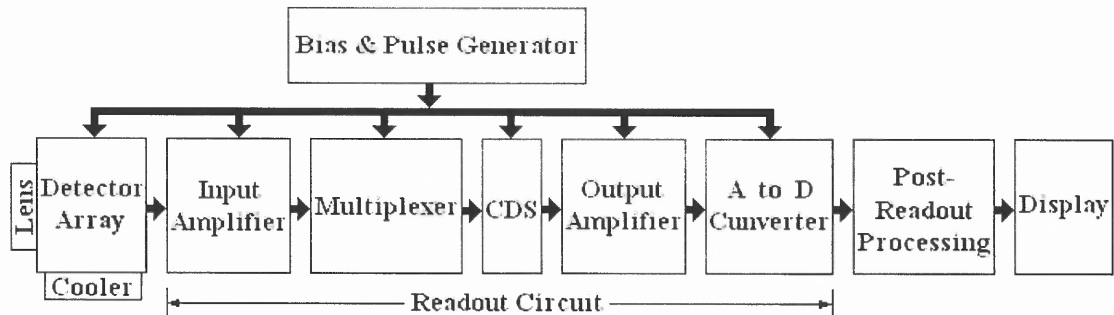 Bias & Pulse Generator
Lens
Detector
Array
Cooler
Input
Amplifier
Multiplexer
CDS
Output
Amplifier
A to D
Cunverter
Post-
Readout
Processing
Display
Readout Circuit